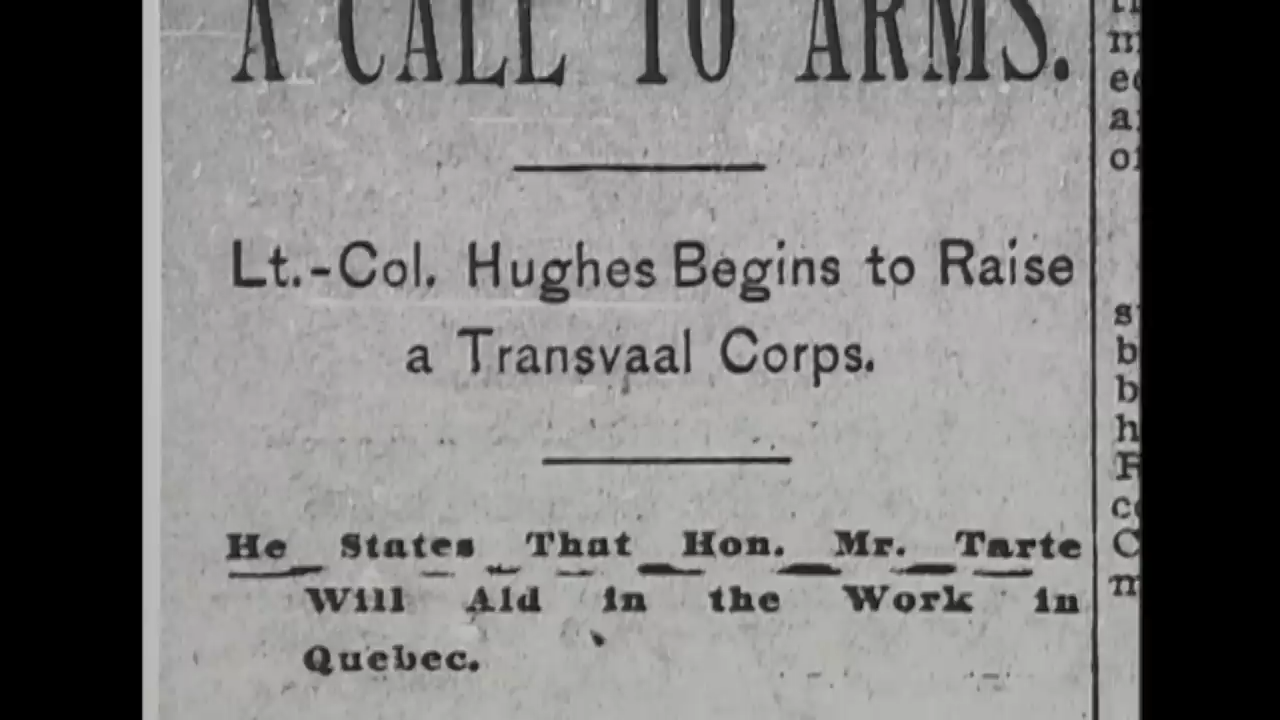 A CALL TO ARMS.
Lt.-Col. Hughes Begins to Raise
a Transvaal Corps.
He States That Hon. Mr. Tarte
Will Aid in the Work in
Quebec.